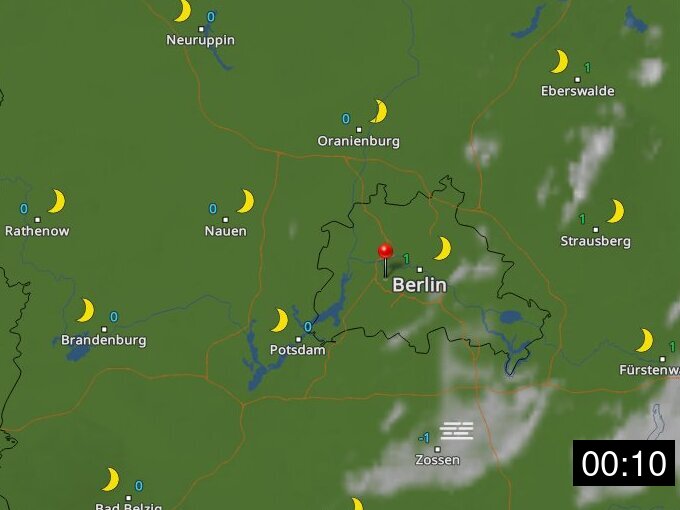 0
Neuruppin
1
Eberswalde
0
Oranienburg
0
Rathenow
0
Nauen
1
Strausberg
1
Berlin
0
Brandenburg
0
Potsdam
1
Fürstenwa
-1
Zossen
00:10
0
Bad Belzig